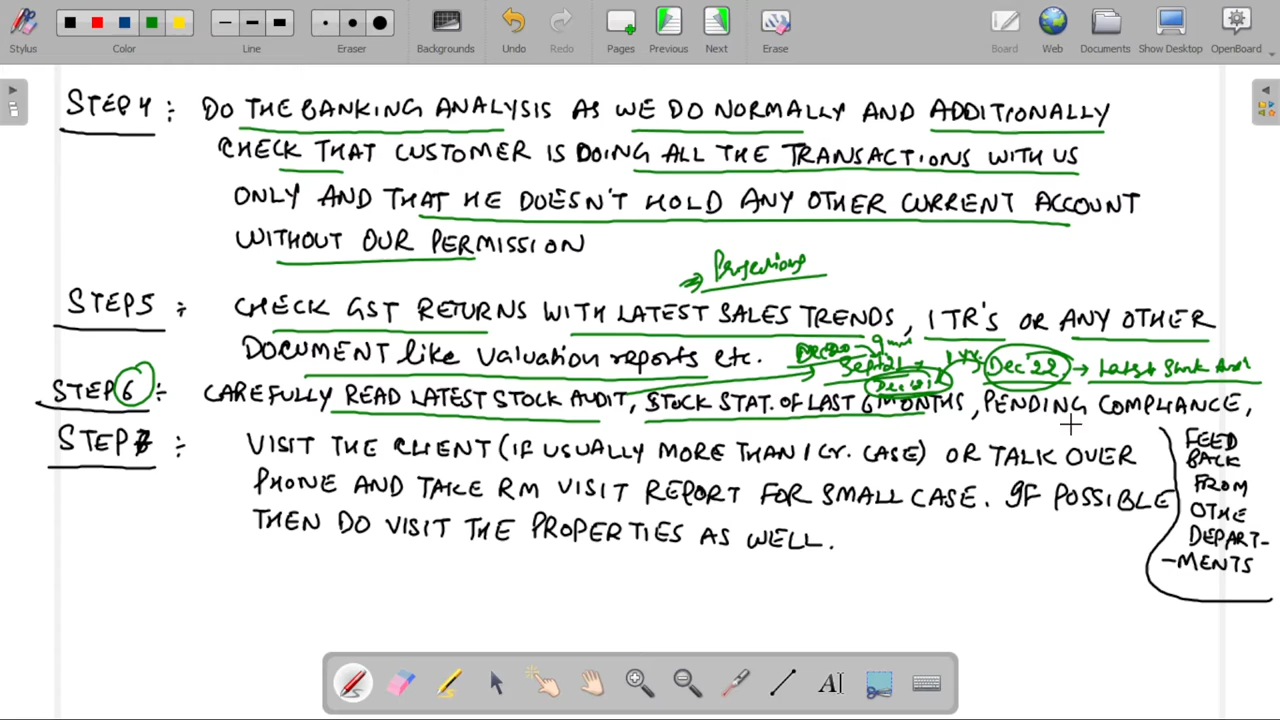 Stylus Color Line Eraser Backgrounds Undo Redo Pages Previous Next Erase Board Web Documents Show Desktop OpenBoard
STEP 4 : DO THE BANKING ANALYSIS AS WE DO NORMALLY AND ADDITIONALLY
CHECK THAT CUSTOMER IS DOING ALL THE TRANSACTIONS WITH US
ONLY AND THAT HE DOESN'T HOLD ANY OTHER CURRENT ACCOUNT
WITHOUT OUR PERMISSION
Projections
STEP 5 : CHECK GST RETURNS WITH LATEST SALES TRENDS, ITR'S OR ANY OTHER
DOCUMENT like Valuation reports etc.
Dec'22 → Latest Stock Audit
STEP 6 : CAREFULLY READ LATEST STOCK AUDIT, STOCK STAT. OF LAST 6 MONTHS, PENDING COMPLIANCE,
FEED
BACK
FROM
OTHE
DEPART-
-MENTS
STEP 7 : VISIT THE CLIENT (IF USUALLY MORE THAN 1 Cr. CASE) OR TALK OVER
PHONE AND TAKE RM VISIT REPORT FOR SMALL CASE. IF POSSIBLE
THEN DO VISIT THE PROPERTIES AS WELL.